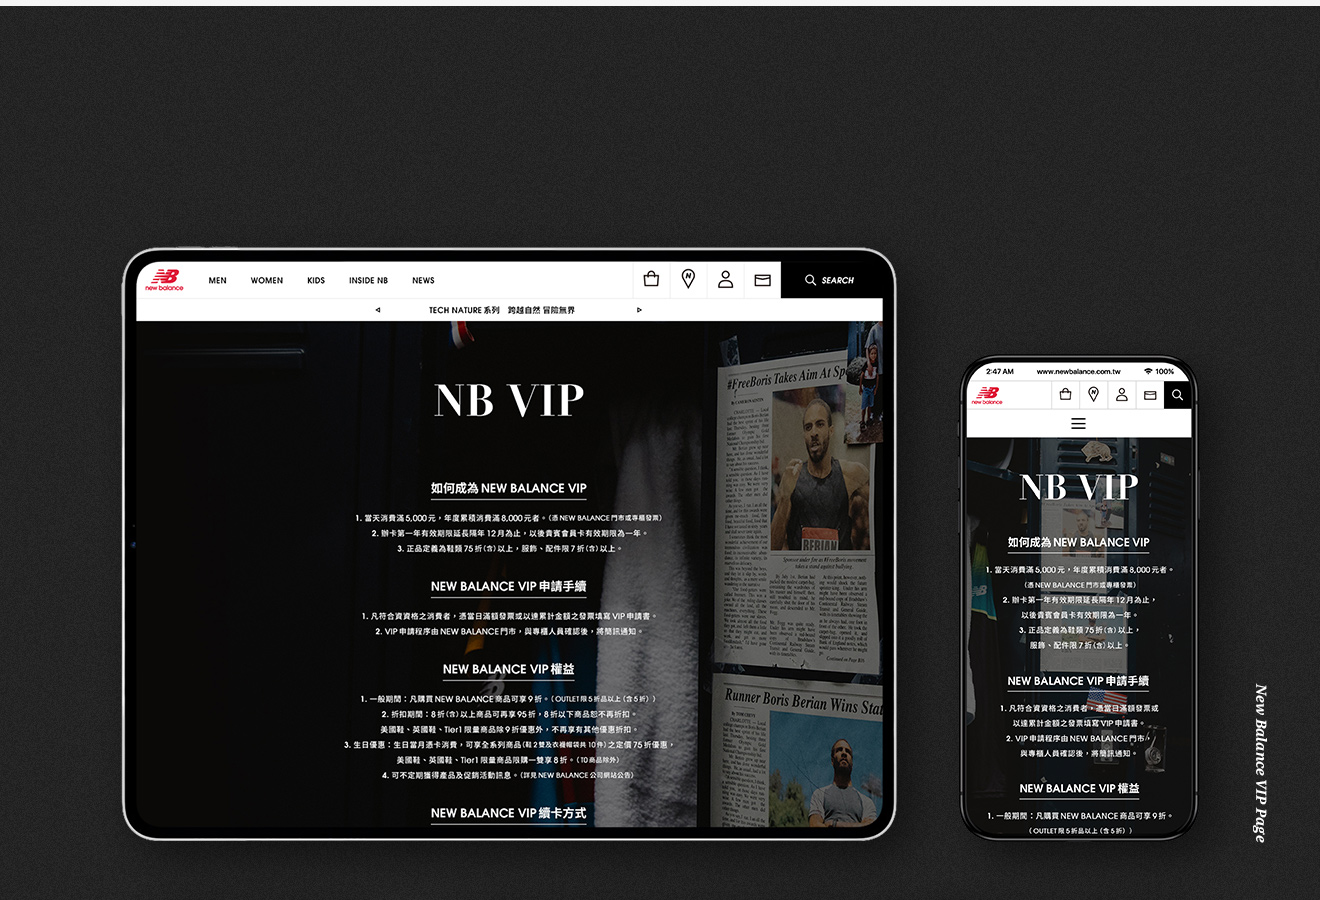 new balance
MEN WOMEN KIDS INSIDE NB NEWS SEARCH
TECH NATURE 系列 跨越自然 冒險無界
NB VIP
如何成為 NEW BALANCE VIP
1. 當天消費滿 5,000 元，年度累積消費滿 8,000 元者。(憑 NEW BALANCE 門市或專櫃發票)
2. 辦卡第一年有效期限延長隔年 12 月為止，以後貴賓會員卡有效期限為一年。
3. 正品定義為鞋類 75 折(含)以上，服飾、配件限 7 折(含)以上。
NEW BALANCE VIP 申請手續
1. 凡符合資資格之消費者，憑當日滿額發票或以達累計金額之發票填寫 VIP 申請書。
2. VIP 申請程序由 NEW BALANCE 門市，與專櫃人員確認後，將簡訊通知。
NEW BALANCE VIP 權益
1. 一般期間：凡購買 NEW BALANCE 商品可享 9 折。( OUTLET 限 5 折品以上 ( 含 5 折 ) )
2. 折扣期間：8 折(含)以上商品可再享 95 折，8 折以下商品恕不再折扣。
美國鞋、英國鞋、Tier1 限量商品除 9 折優惠外，不再享有其他優惠折扣。
3. 生日優惠：生日當月憑卡消費，可享全系列商品(鞋 2 雙及衣襪帽袋共 10 件)之定價 75 折優惠，
美國鞋、英國鞋、Tier1 限量商品限購一雙享 8 折。( T0 商品除外)
4. 可不定期獲得產品及促銷活動訊息。(詳見 NEW BALANCE 公司網站公告)
NEW BALANCE VIP 續卡方式
#FreeBoris Takes Aim At Sp
By CAMERON SEXTON
BERIAN
Sponsor under fire as #FreeBoris movement
takes a stand against bullying.
Continued on Page B16
Runner Boris Berian Wins Stat
2:47 AM www.newbalance.com.tw 100%
new balance
NB VIP
如何成為 NEW BALANCE VIP
1. 當天消費滿 5,000 元，年度累積消費滿 8,000 元者。
(憑 NEW BALANCE 門市或專櫃發票)
2. 辦卡第一年有效期限延長隔年 12 月為止，
以後貴賓會員卡有效期限為一年。
3. 正品定義為鞋類 75 折(含)以上，
服飾、配件限 7 折(含)以上。
NEW BALANCE VIP 申請手續
1. 凡符合資資格之消費者，憑當日滿額發票或
以達累計金額之發票填寫 VIP 申請書。
2. VIP 申請程序由 NEW BALANCE 門市，
與專櫃人員確認後，將簡訊通知。
NEW BALANCE VIP 權益
1. 一般期間：凡購買 NEW BALANCE 商品可享 9 折。
( OUTLET 限 5 折品以上 ( 含 5 折 ) )
New Balance VIP Page